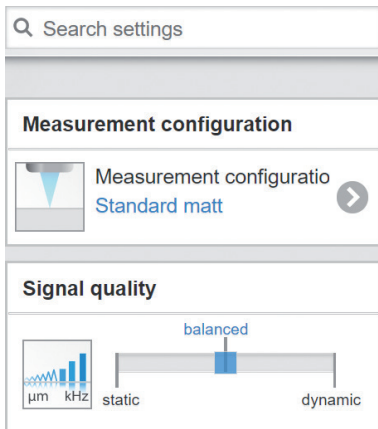 Search settings
Measurement configuration
Measurement configuratio
Standard matt
Signal quality
balanced
µm kHz
static dynamic